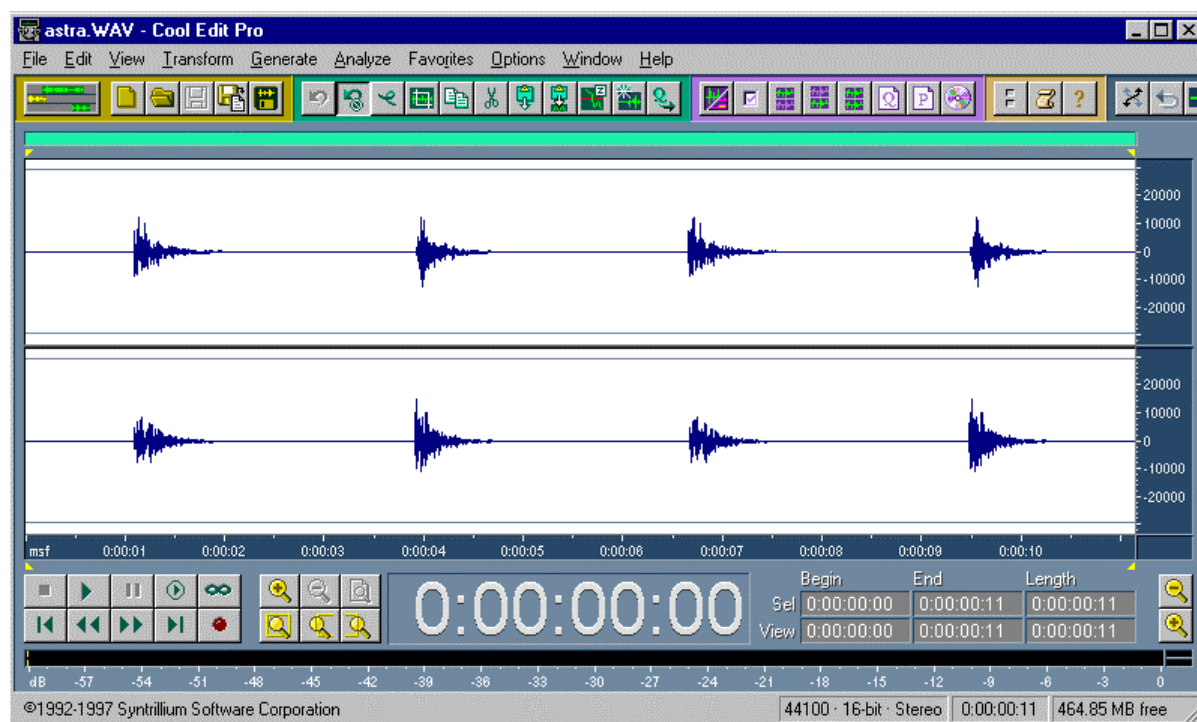 astra.WAV - Cool Edit Pro
File Edit View Transform Generate Analyze Favorites Options Window Help
F
Z
?
Q
P
20000
10000
0
-10000
-20000
20000
10000
0
-10000
-20000
msf 0:00:01 0:00:02 0:00:03 0:00:04 0:00:05 0:00:06 0:00:07 0:00:08 0:00:09 0:00:10
0:00:00:00
Begin End Length
Sel 0:00:00:00 0:00:00:11 0:00:00:11
View 0:00:00:00 0:00:00:11 0:00:00:11
dB -57 -54 -51 -48 -45 -42 -39 -36 -33 -30 -27 -24 -21 -18 -15 -12 -9 -6 -3 0
©1992-1997 Syntrillium Software Corporation 44100 · 16-bit · Stereo 0:00:00:11 464.85 MB free